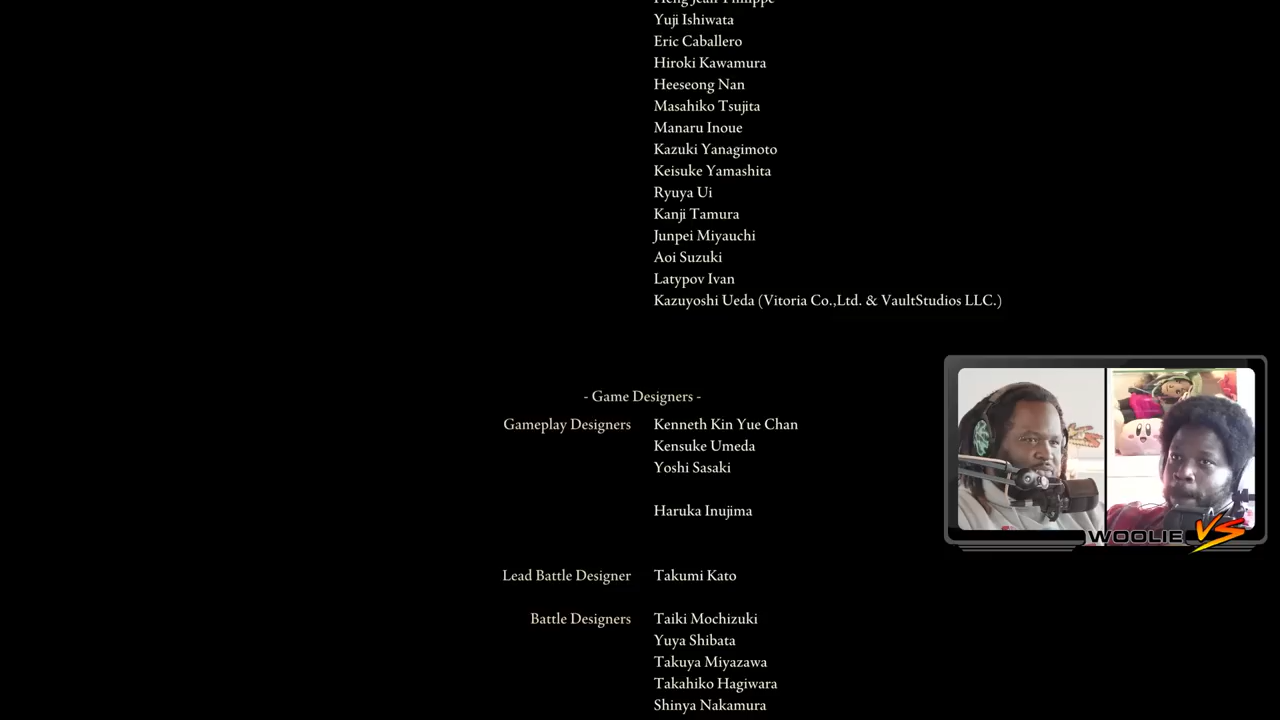 Heng Jean Philippe
Yuji Ishiwata
Eric Caballero
Hiroki Kawamura
Heeseong Nan
Masahiko Tsujita
Manaru Inoue
Kazuki Yanagimoto
Keisuke Yamashita
Ryuya Ui
Kanji Tamura
Junpei Miyauchi
Aoi Suzuki
Latypov Ivan
Kazuyoshi Ueda (Vitoria Co.,Ltd. & VaultStudios LLC.)
- Game Designers -
Gameplay Designers Kenneth Kin Yue Chan
Kensuke Umeda
Yoshi Sasaki
Haruka Inujima
Lead Battle Designer Takumi Kato
Battle Designers Taiki Mochizuki
Yuya Shibata
Takuya Miyazawa
Takahiko Hagiwara
Shinya Nakamura
WOOLIE VS